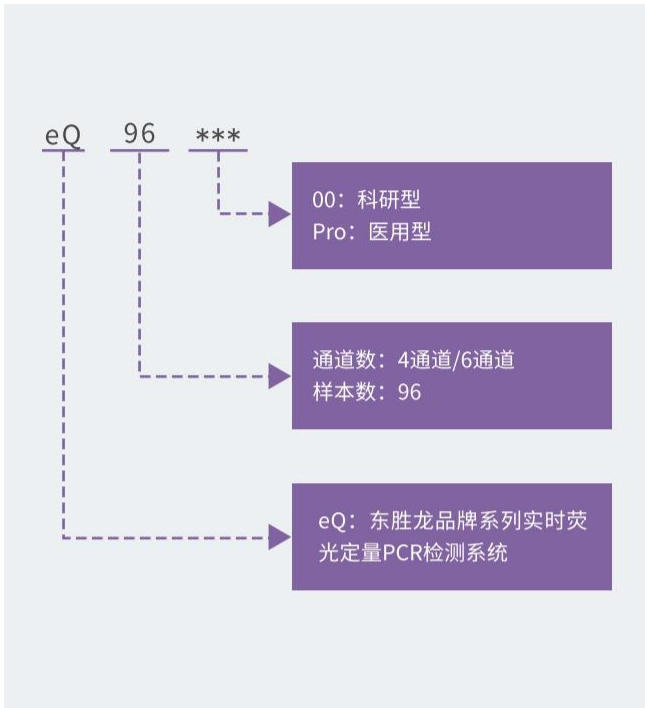 eQ 96 ***
00：科研型
Pro：医用型
通道数：4通道/6通道
样本数：96
eQ：东胜龙品牌系列实时荧
光定量PCR检测系统